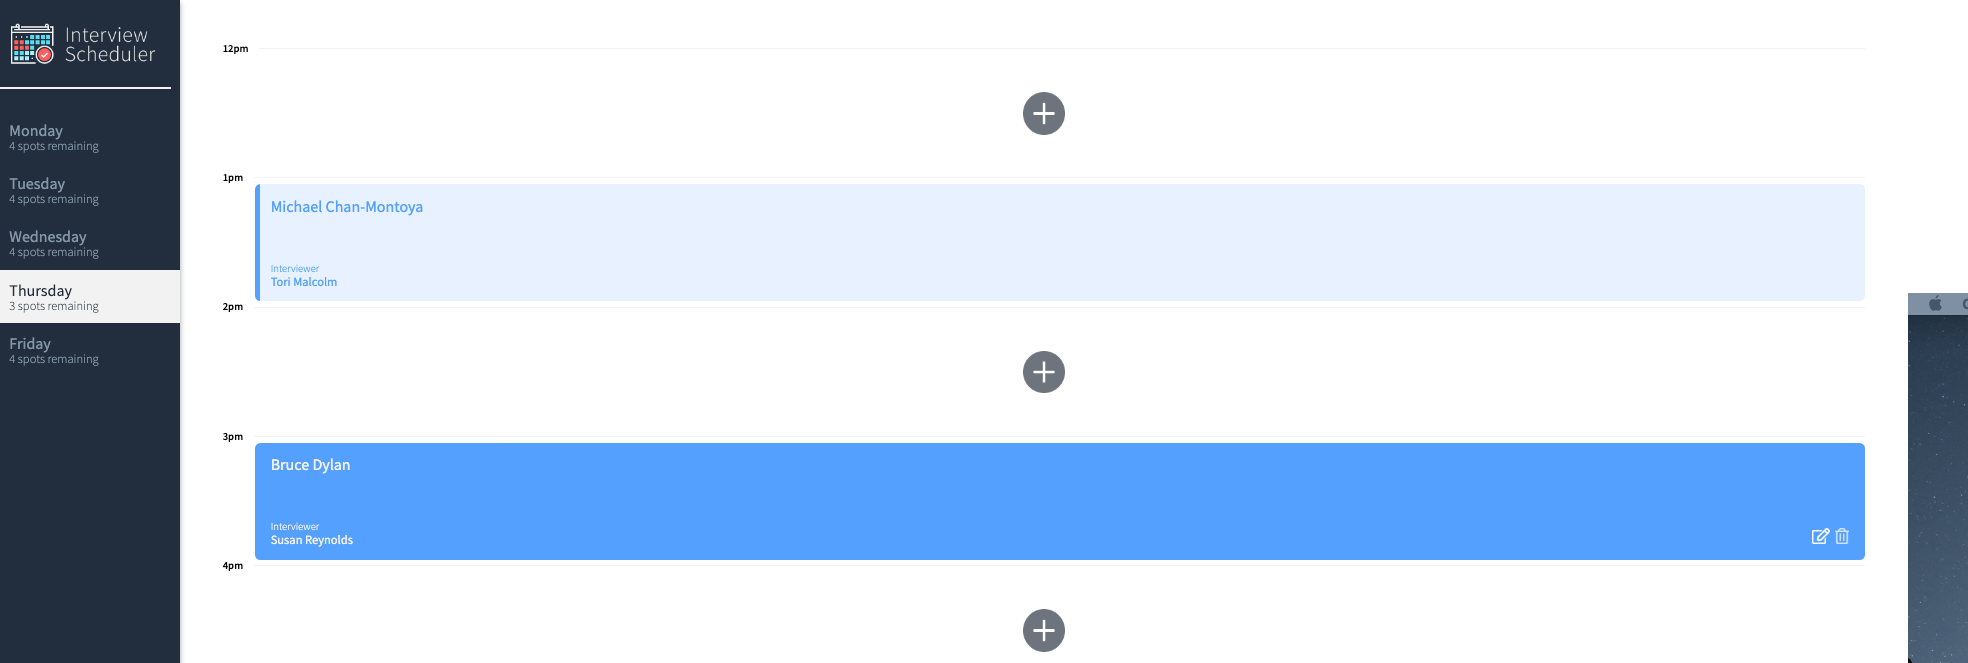 Interview
Scheduler
Monday
4 spots remaining
Tuesday
4 spots remaining
Wednesday
4 spots remaining
Thursday
3 spots remaining
Friday
4 spots remaining
12pm
1pm
Michael Chan-Montoya
Interviewer
Tori Malcolm
2pm
3pm
Bruce Dylan
Interviewer
Susan Reynolds
4pm